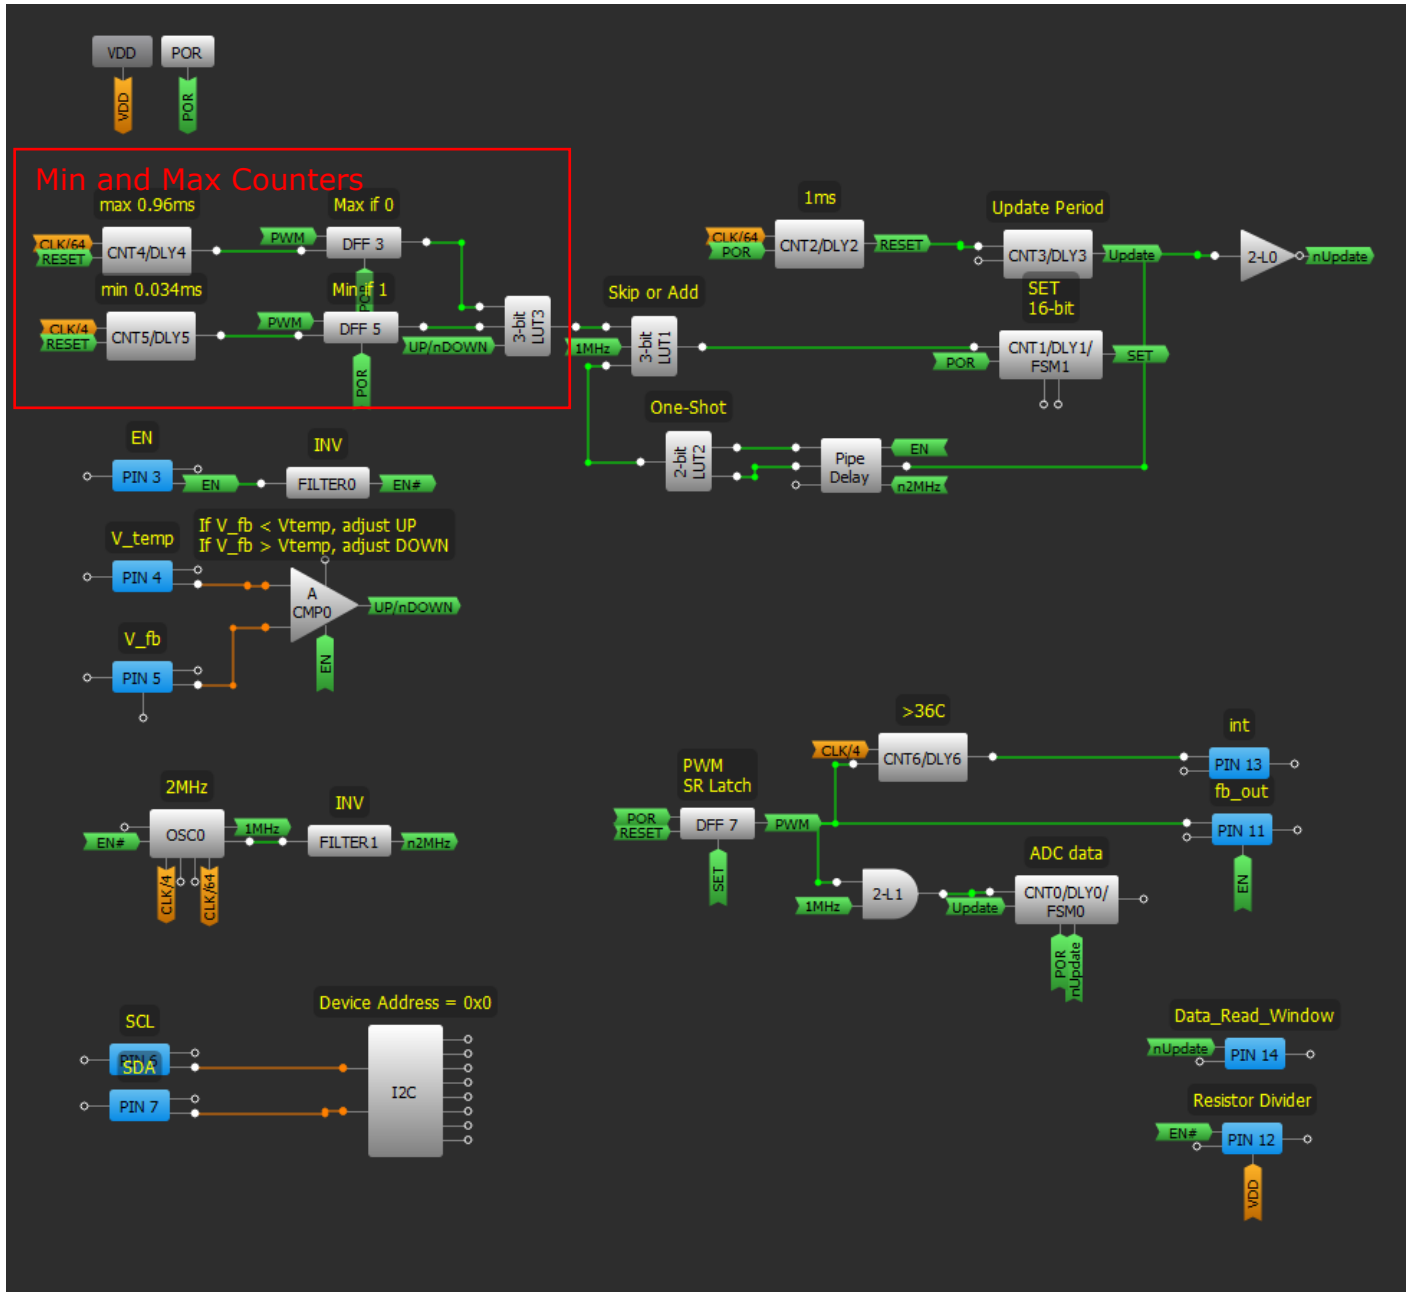 VDD
POR
VDD
POR
Min and Max Counters
max 0.96ms
Max if 0
CLK/64
RESET
CNT4/DLY4
PWM
DFF 3
POR
min 0.034ms
Min if 1
CLK/4
RESET
CNT5/DLY5
PWM
DFF 5
UP/nDOWN
POR
3-bit
LUT3
1ms
CLK/64
POR
CNT2/DLY2
RESET
Update Period
CNT3/DLY3
Update
2-L0
nUpdate
SET
16-bit
Skip or Add
1MHz
3-bit
LUT1
POR
CNT1/DLY1/
FSM1
SET
One-Shot
2-bit
LUT2
Pipe
Delay
EN
n2MHz
EN
PIN 3
EN
INV
FILTER0
EN#
V_temp
PIN 4
If V_fb < Vtemp, adjust UP
If V_fb > Vtemp, adjust DOWN
A
CMP0
UP/nDOWN
EN
V_fb
PIN 5
2MHz
EN#
OSC0
1MHz
CLK/4
CLK/64
INV
FILTER1
n2MHz
>36C
CLK/4
CNT6/DLY6
int
PIN 13
PWM
SR Latch
POR
RESET
DFF 7
PWM
SET
fb_out
PIN 11
EN
1MHz
2-L1
Update
ADC data
CNT0/DLY0/
FSM0
POR
nUpdate
SCL
PIN 6
SDA
PIN 7
Device Address = 0x0
I2C
Data_Read_Window
nUpdate
PIN 14
Resistor Divider
EN#
PIN 12
VDD